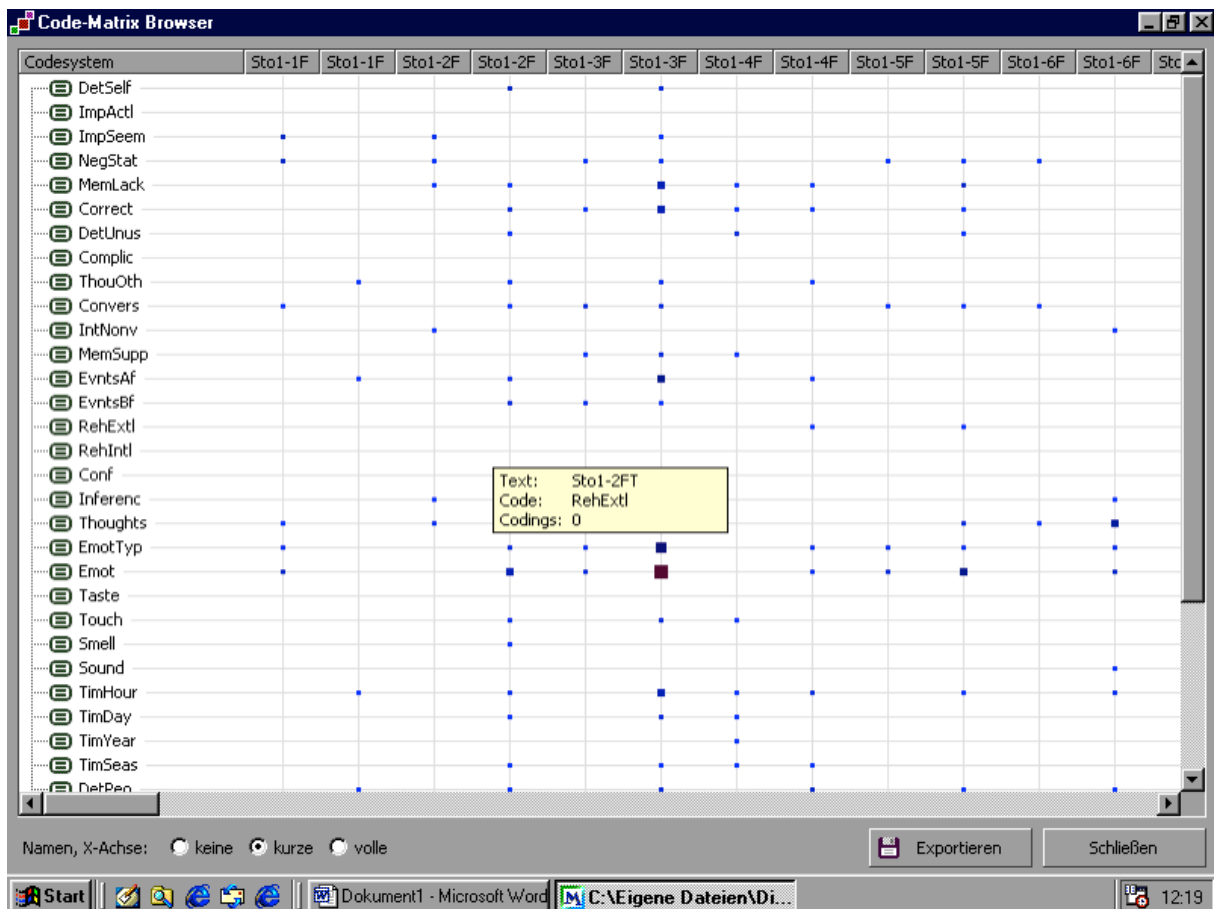 Code-Matrix Browser
Codesystem Sto1-1F Sto1-1F Sto1-2F Sto1-2F Sto1-3F Sto1-3F Sto1-4F Sto1-4F Sto1-5F Sto1-5F Sto1-6F Sto1-6F Stc
DetSelf
ImpActl
ImpSeem
NegStat
MemLack
Correct
DetUnus
Complic
ThouOth
Convers
IntNonv
MemSupp
EvntsAf
EvntsBf
RehExtl
RehIntl
Conf
Text: Sto1-2FT
Code: RehExtl
Codings: 0
Inferenc
Thoughts
EmotTyp
Emot
Taste
Touch
Smell
Sound
TimHour
TimDay
TimYear
TimSeas
DetPeo
Namen, X-Achse: keine kurze volle Exportieren Schließen
Start Dokument1 - Microsoft Word C:\Eigene Dateien\Di... 12:19